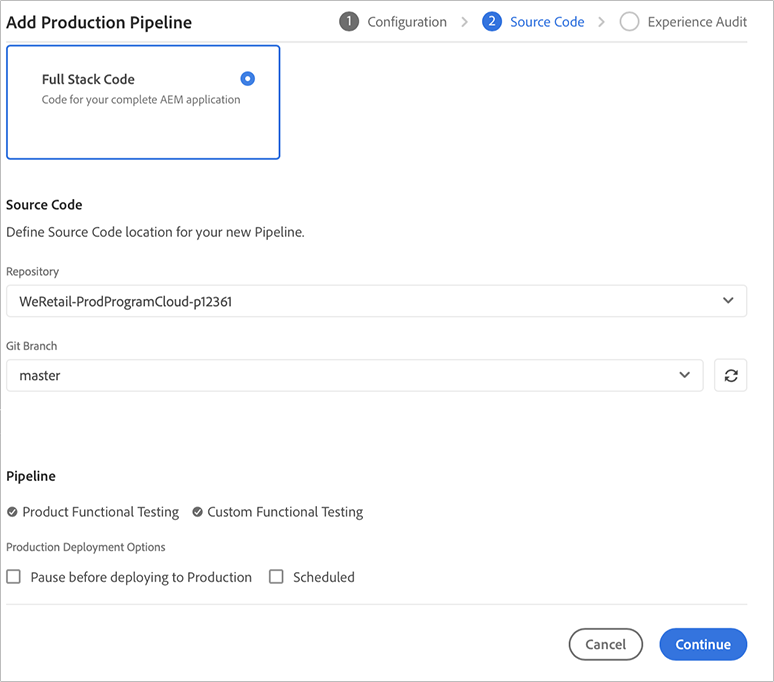 Add Production Pipeline
1 Configuration
2 Source Code
Experience Audit
Full Stack Code
Code for your complete AEM application
Source Code
Define Source Code location for your new Pipeline.
Repository
WeRetail-ProdProgramCloud-p12361
Git Branch
master
Pipeline
Product Functional Testing Custom Functional Testing
Production Deployment Options
Pause before deploying to Production Scheduled
Cancel Continue